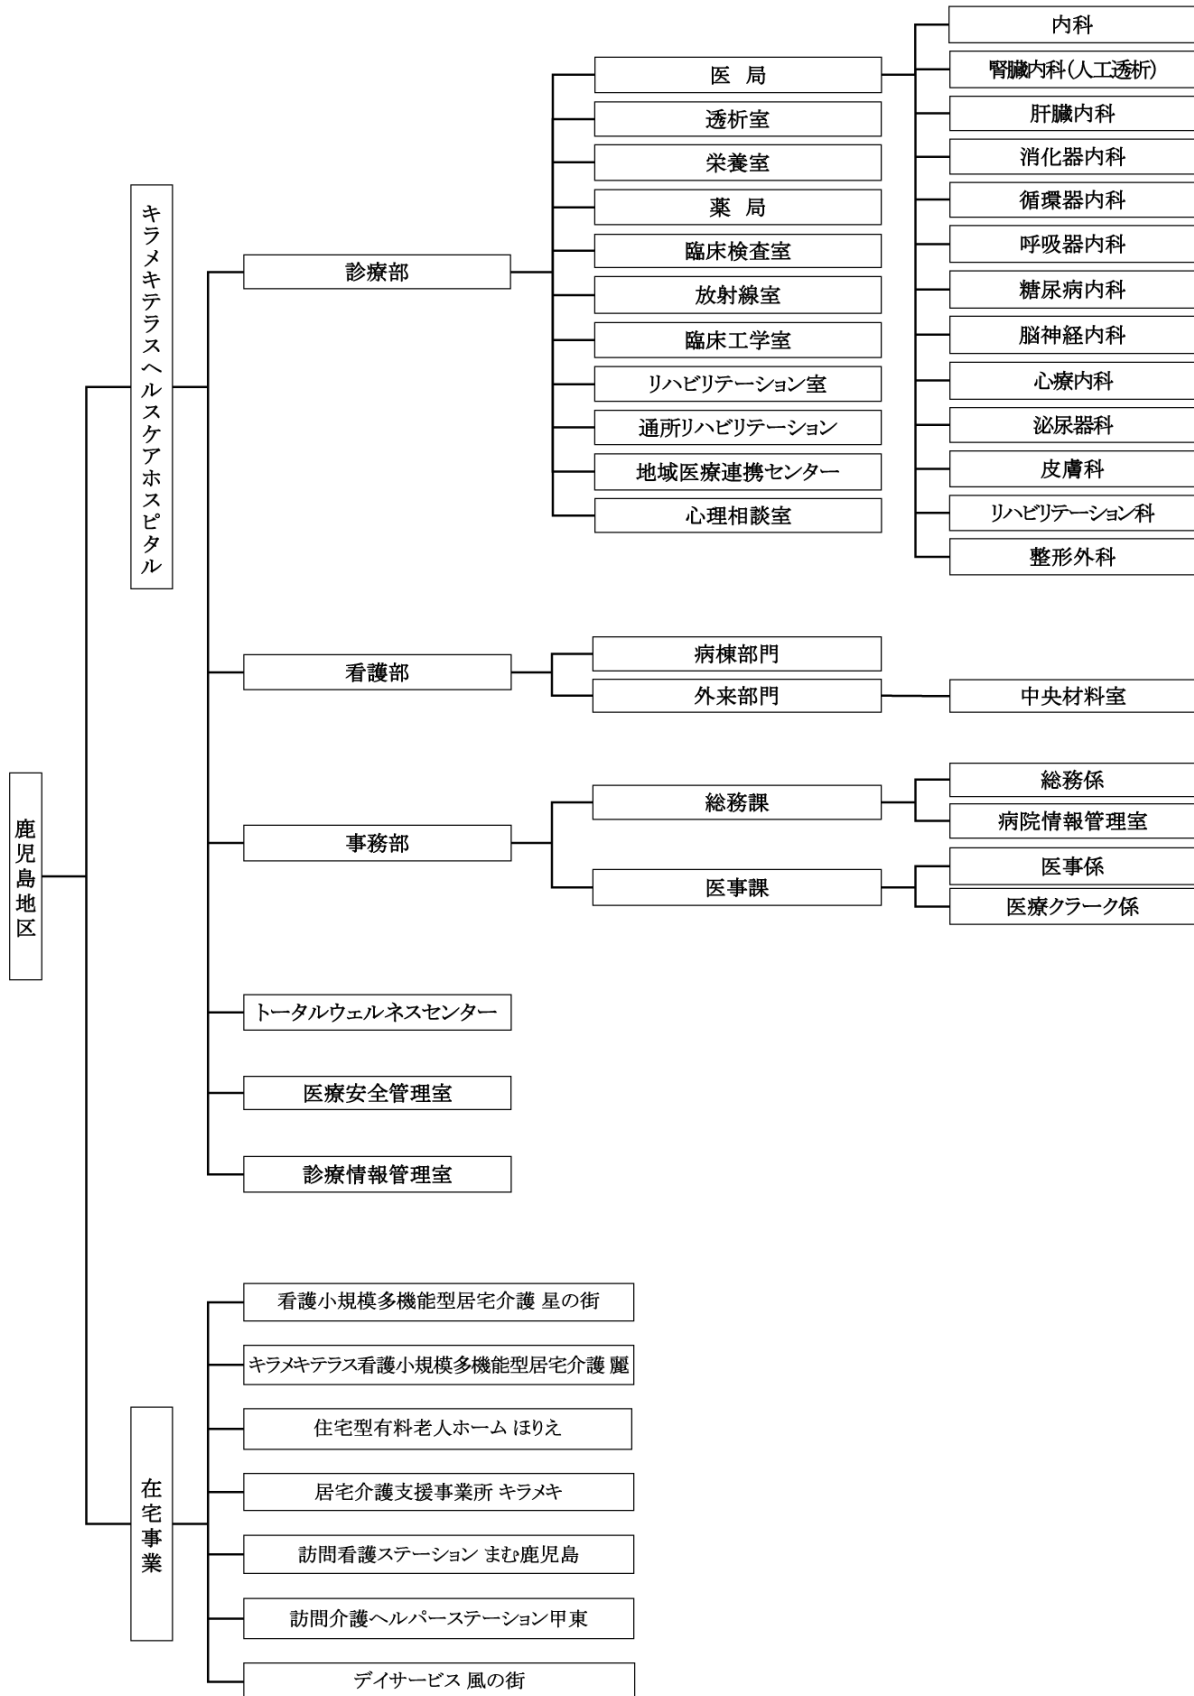 鹿児島地区
キラメキテラスヘルスケアホスピタル
診療部
医 局
内科
腎臓内科(人工透析)
肝臓内科
消化器内科
循環器内科
呼吸器内科
糖尿病内科
脳神経内科
心療内科
泌尿器科
皮膚科
リハビリテーション科
整形外科
透析室
栄養室
薬 局
臨床検査室
放射線室
臨床工学室
リハビリテーション室
通所リハビリテーション
地域医療連携センター
心理相談室
看護部
病棟部門
外来部門
中央材料室
事務部
総務課
総務係
病院情報管理室
医事課
医事係
医療クラーク係
トータルウェルネスセンター
医療安全管理室
診療情報管理室
在宅事業
看護小規模多機能型居宅介護 星の街
キラメキテラス看護小規模多機能型居宅介護 麗
住宅型有料老人ホーム ほりえ
居宅介護支援事業所 キラメキ
訪問看護ステーション まむ鹿児島
訪問介護ヘルパーステーション甲東
デイサービス 風の街